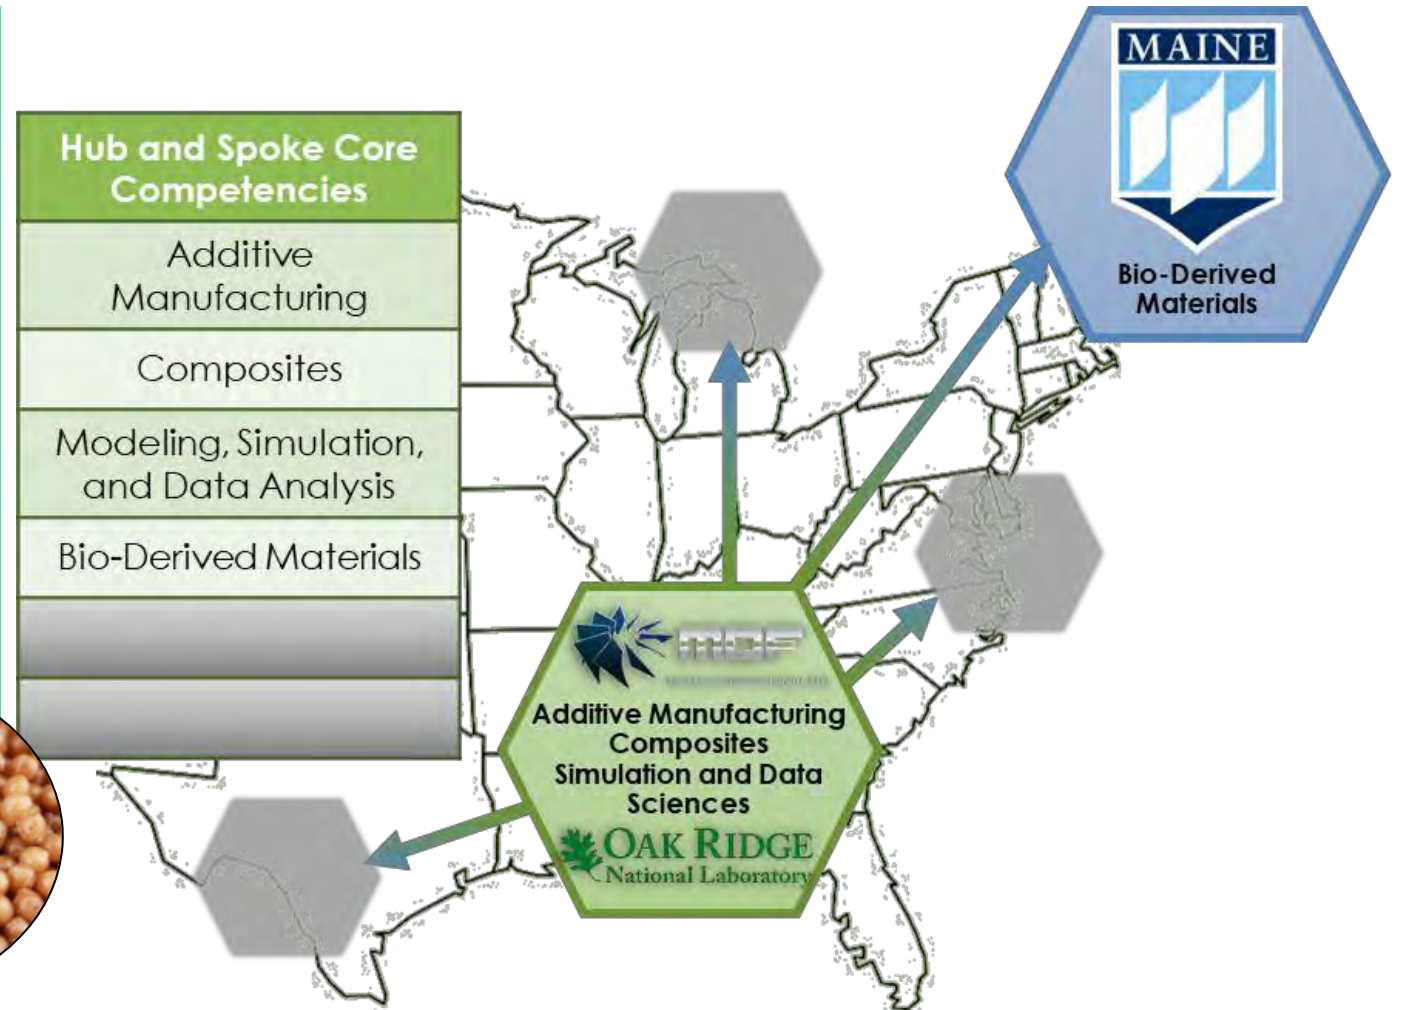 Hub and Spoke Core
Competencies
Additive
Manufacturing
Composites
Modeling, Simulation,
and Data Analysis
Bio-Derived Materials
MAINE
Bio-Derived
Materials
Additive Manufacturing
Composites
Simulation and Data
Sciences
OAK RIDGE
National Laboratory